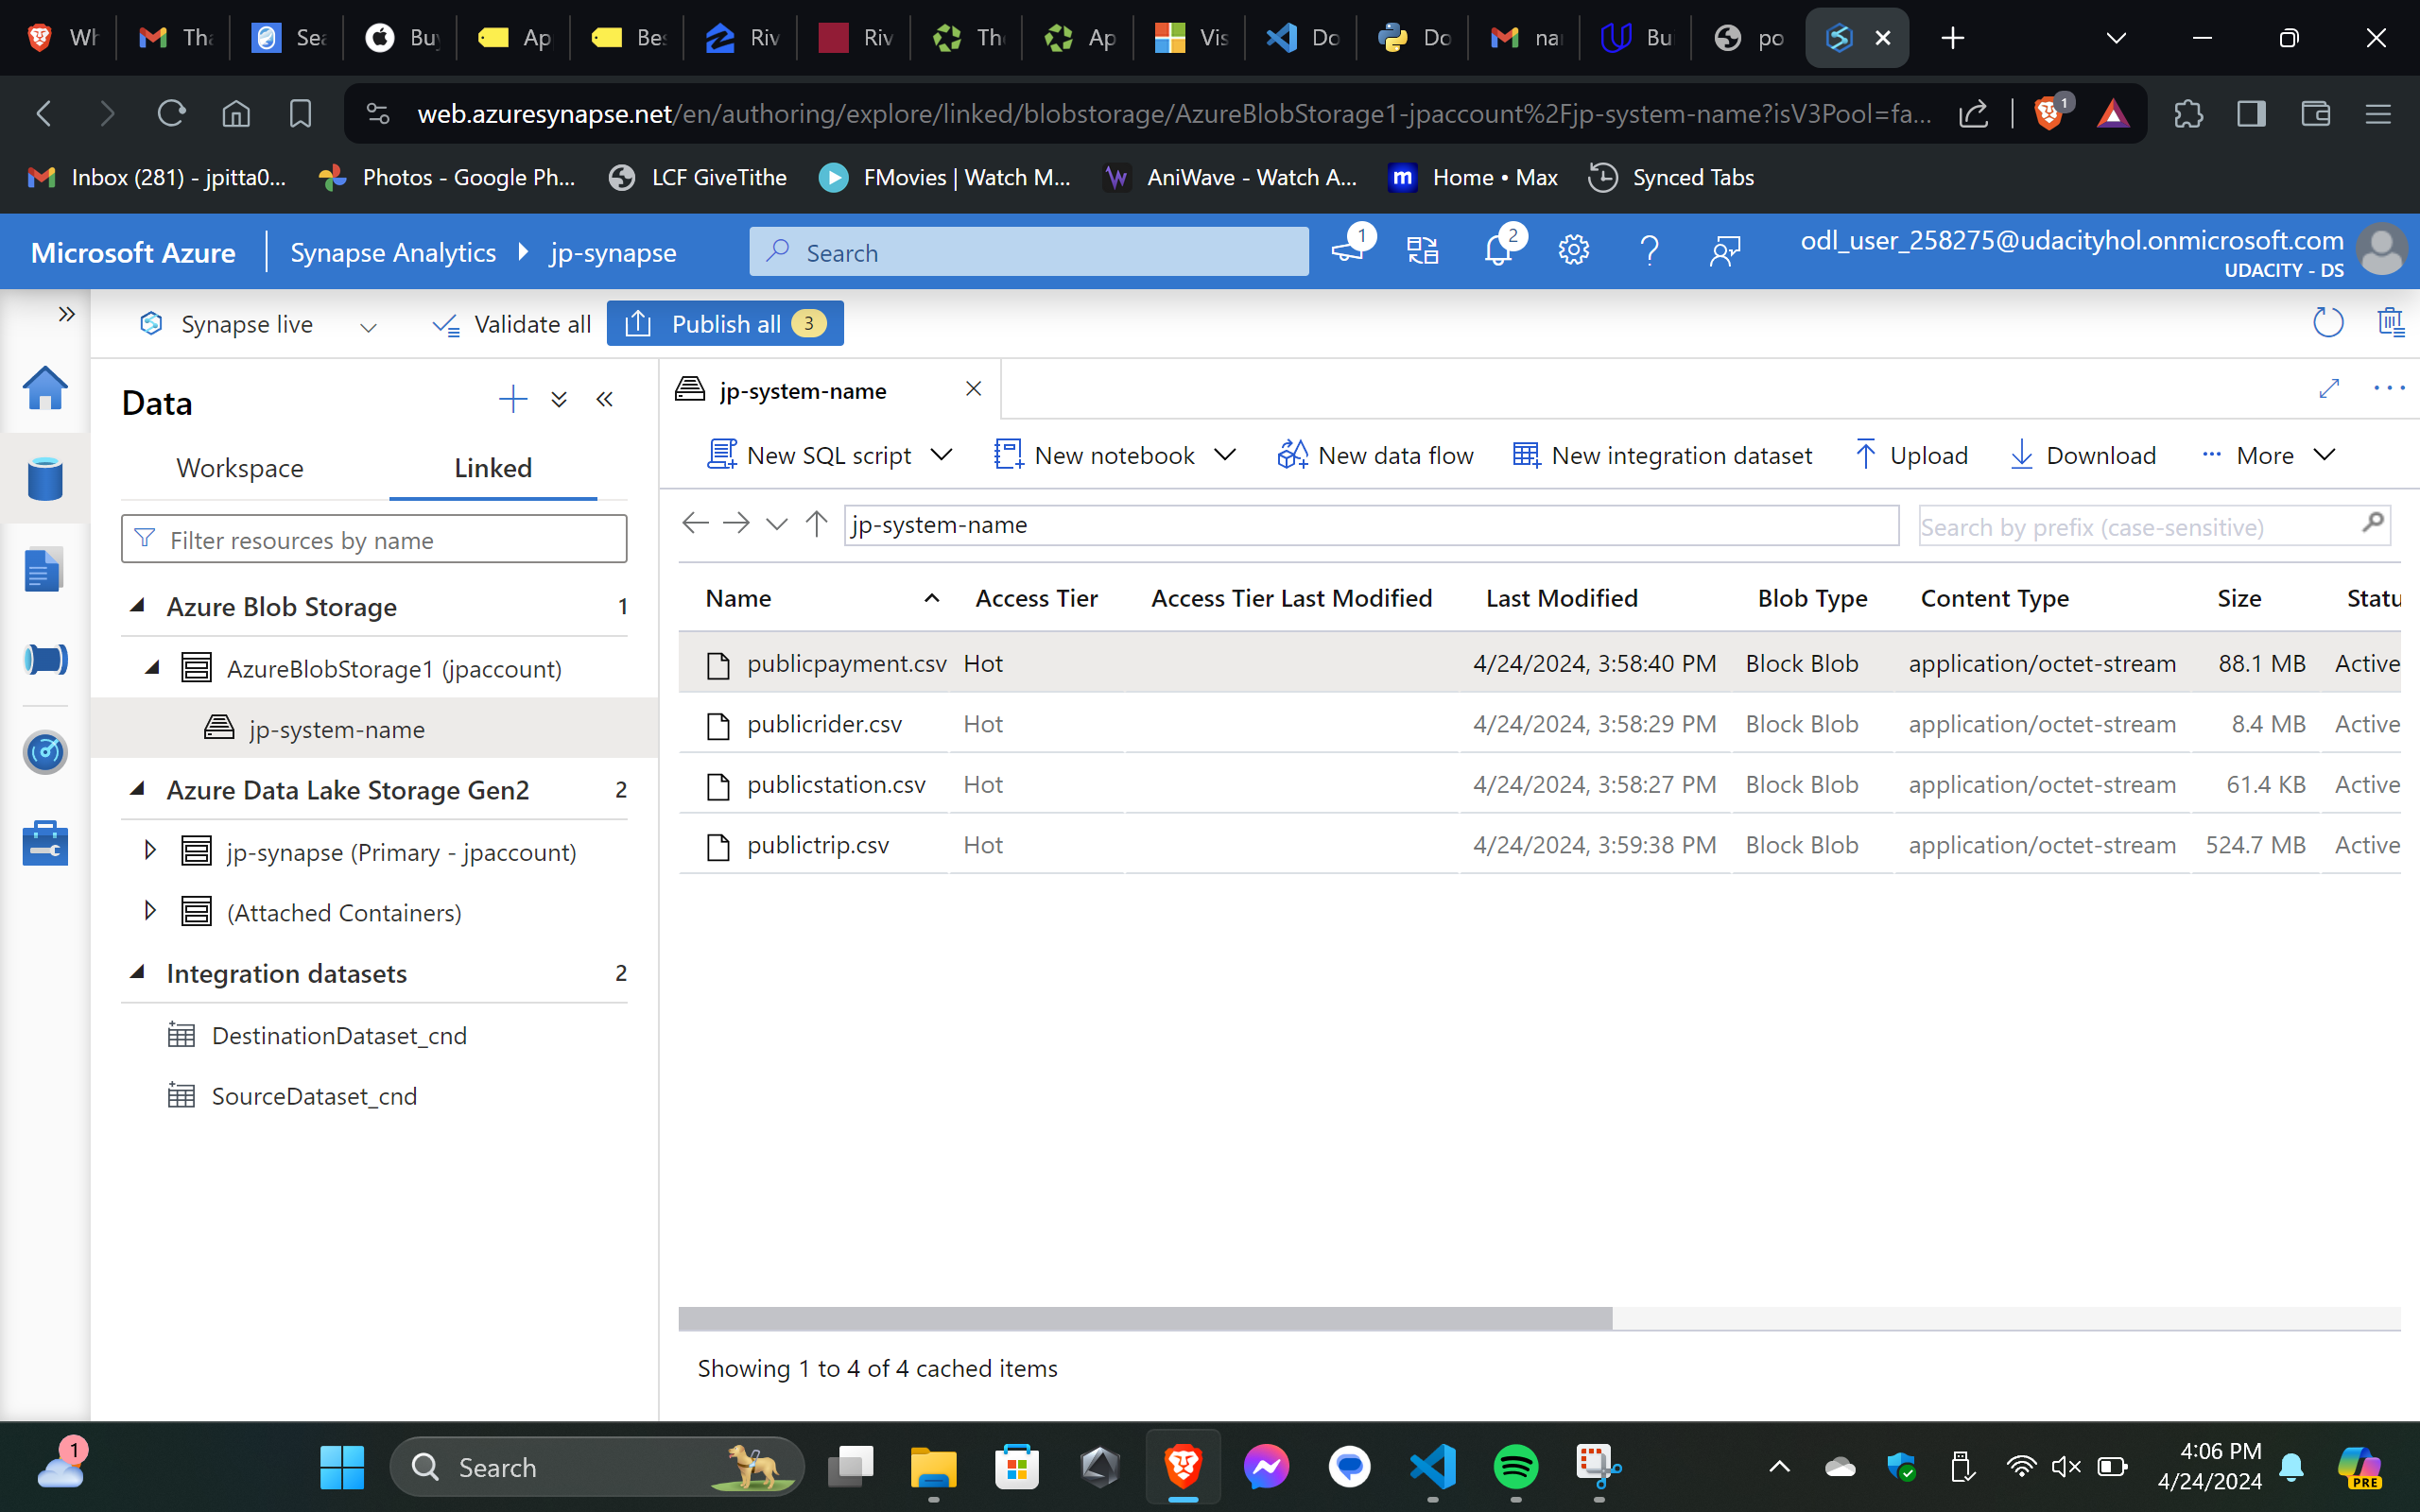 Wh
Tha
Sea
Buy
Ap
Bes
Riv
Riv
The
Ap
Vis
Do
Do
nan
Bu
po
web.azuresynapse.net/en/authoring/explore/linked/blobstorage/AzureBlobStorage1-jpaccount%2Fjp-system-name?isV3Pool=fa...
1
Inbox (281) - jpitta0...
Photos - Google Ph...
LCF GiveTithe
FMovies | Watch M...
AniWave - Watch A...
m
Home • Max
Synced Tabs
Microsoft Azure
Synapse Analytics
jp-synapse
Search
1
2
odl_user_258275@udacityhol.onmicrosoft.com
UDACITY - DS
Synapse live
Validate all
Publish all 3
Data
jp-system-name
Workspace
Linked
New SQL script
New notebook
New data flow
New integration dataset
Upload
Download
More
Filter resources by name
jp-system-name
Search by prefix (case-sensitive)
Azure Blob Storage 1
AzureBlobStorage1 (jpaccount)
jp-system-name
Azure Data Lake Storage Gen2 2
jp-synapse (Primary - jpaccount)
(Attached Containers)
Integration datasets 2
DestinationDataset_cnd
SourceDataset_cnd
Name Access Tier Access Tier Last Modified Last Modified Blob Type Content Type Size Statu
publicpayment.csv Hot 4/24/2024, 3:58:40 PM Block Blob application/octet-stream 88.1 MB Active
publicrider.csv Hot 4/24/2024, 3:58:29 PM Block Blob application/octet-stream 8.4 MB Active
publicstation.csv Hot 4/24/2024, 3:58:27 PM Block Blob application/octet-stream 61.4 KB Active
publictrip.csv Hot 4/24/2024, 3:59:38 PM Block Blob application/octet-stream 524.7 MB Active
Showing 1 to 4 of 4 cached items
1
Search
4:06 PM
4/24/2024
PRE